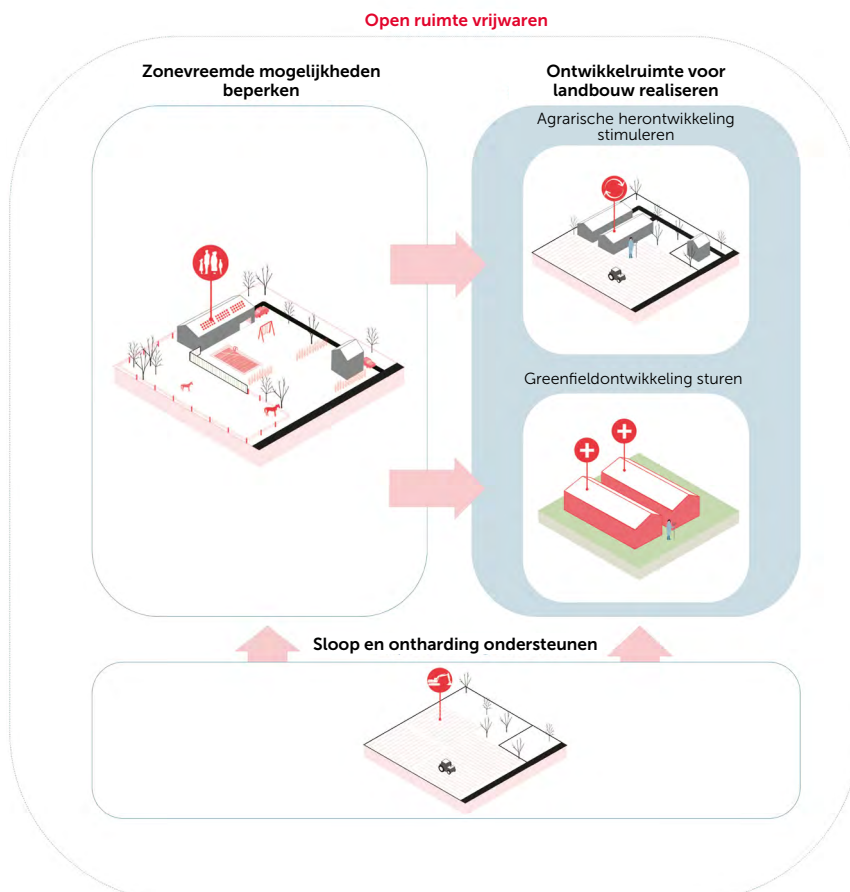 Open ruimte vrijwaren
Zonevreemde mogelijkheden
beperken
Ontwikkelruimte voor
landbouw realiseren
Agrarische herontwikkeling
stimuleren
Greenfieldontwikkeling sturen
Sloop en ontharding ondersteunen